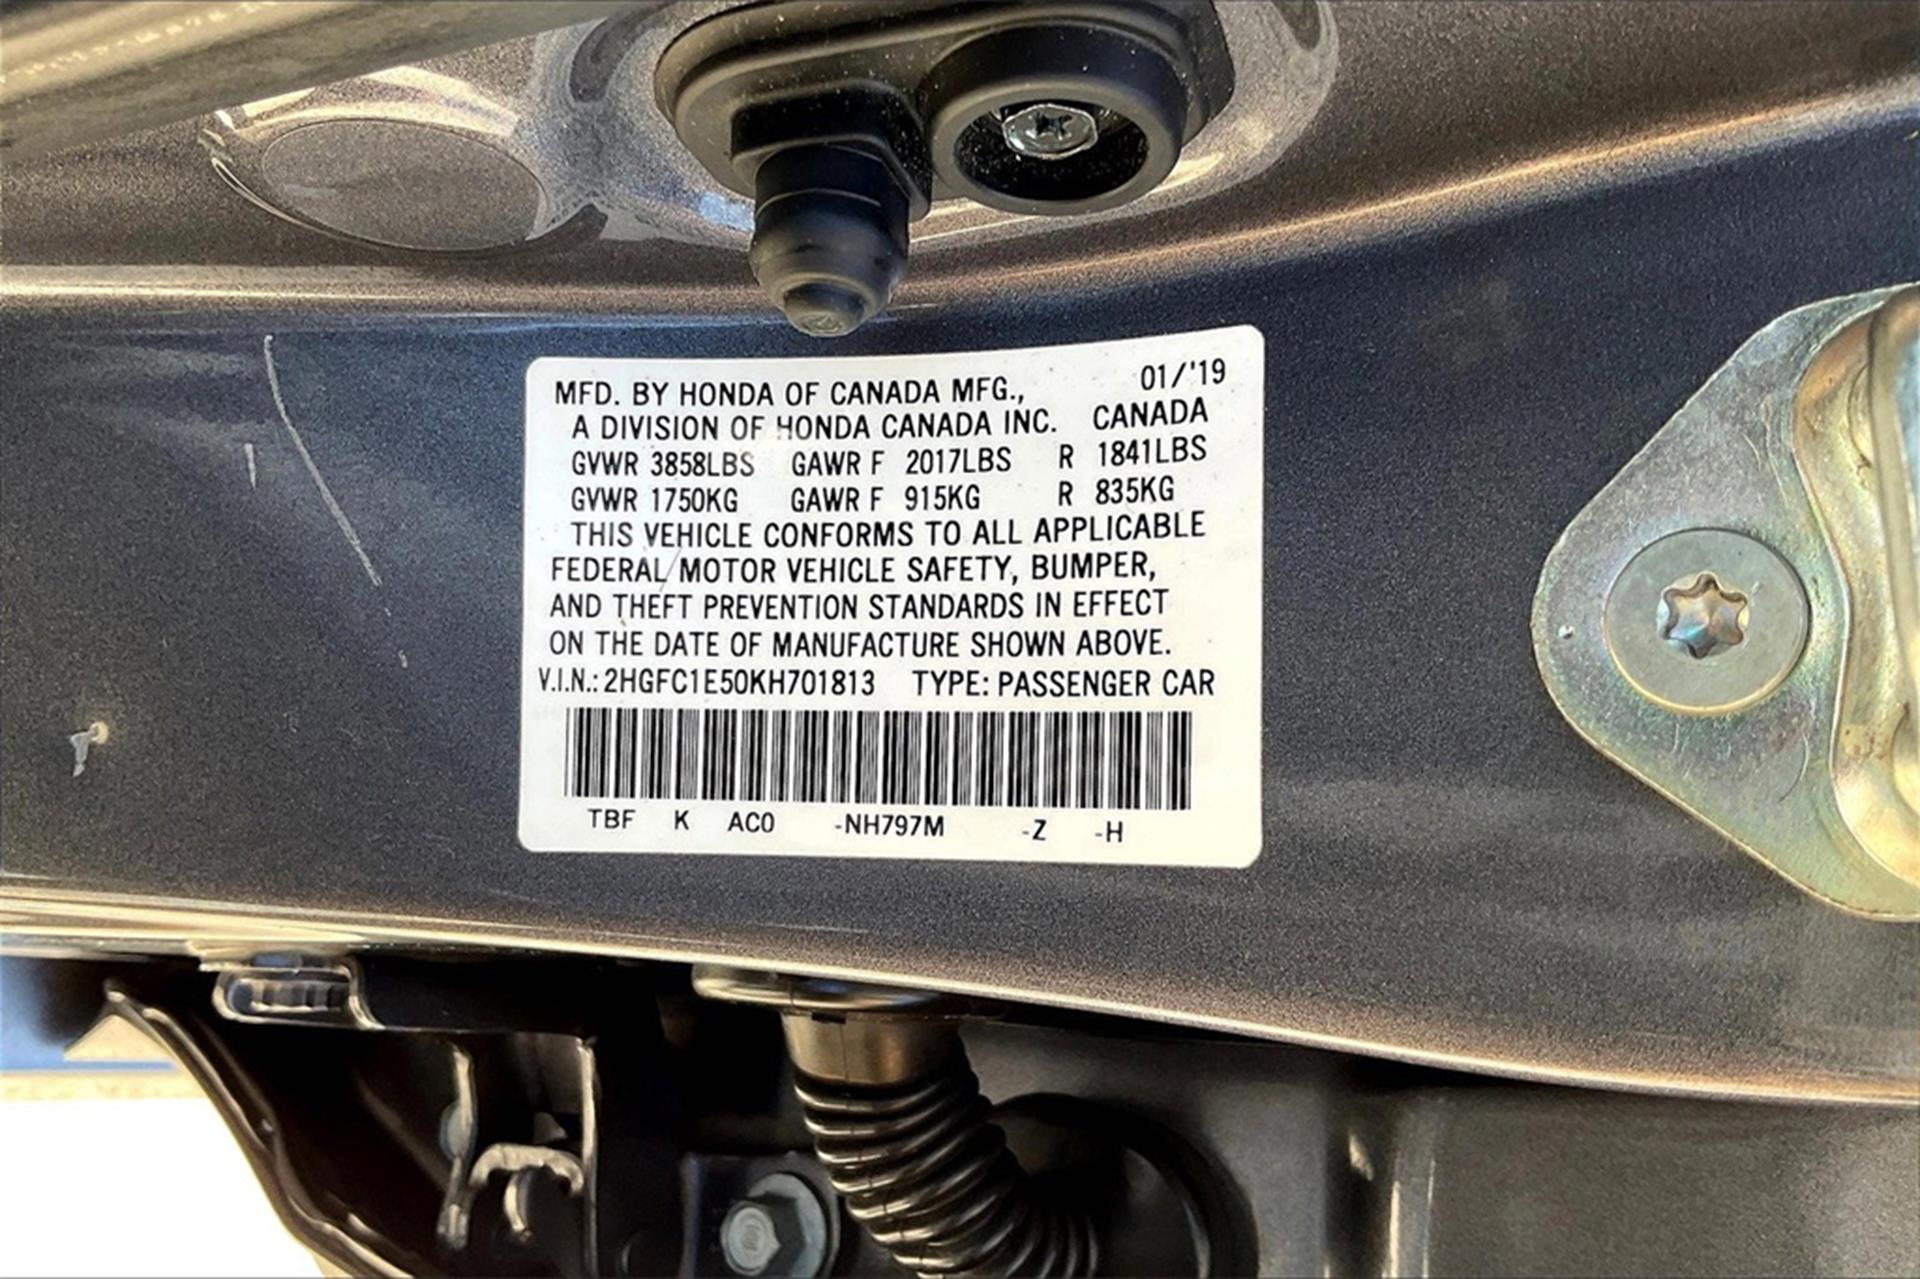 MFD. BY HONDA OF CANADA MFG., 01/'19
A DIVISION OF HONDA CANADA INC. CANADA
GVWR 3858LBS GAWR F 2017LBS R 1841LBS
GVWR 1750KG GAWR F 915KG R 835KG
THIS VEHICLE CONFORMS TO ALL APPLICABLE
FEDERAL MOTOR VEHICLE SAFETY, BUMPER,
AND THEFT PREVENTION STANDARDS IN EFFECT
ON THE DATE OF MANUFACTURE SHOWN ABOVE.
V.I.N.: 2HGFC1E50KH701813 TYPE: PASSENGER CAR
TBF K AC0 -NH797M -Z -H